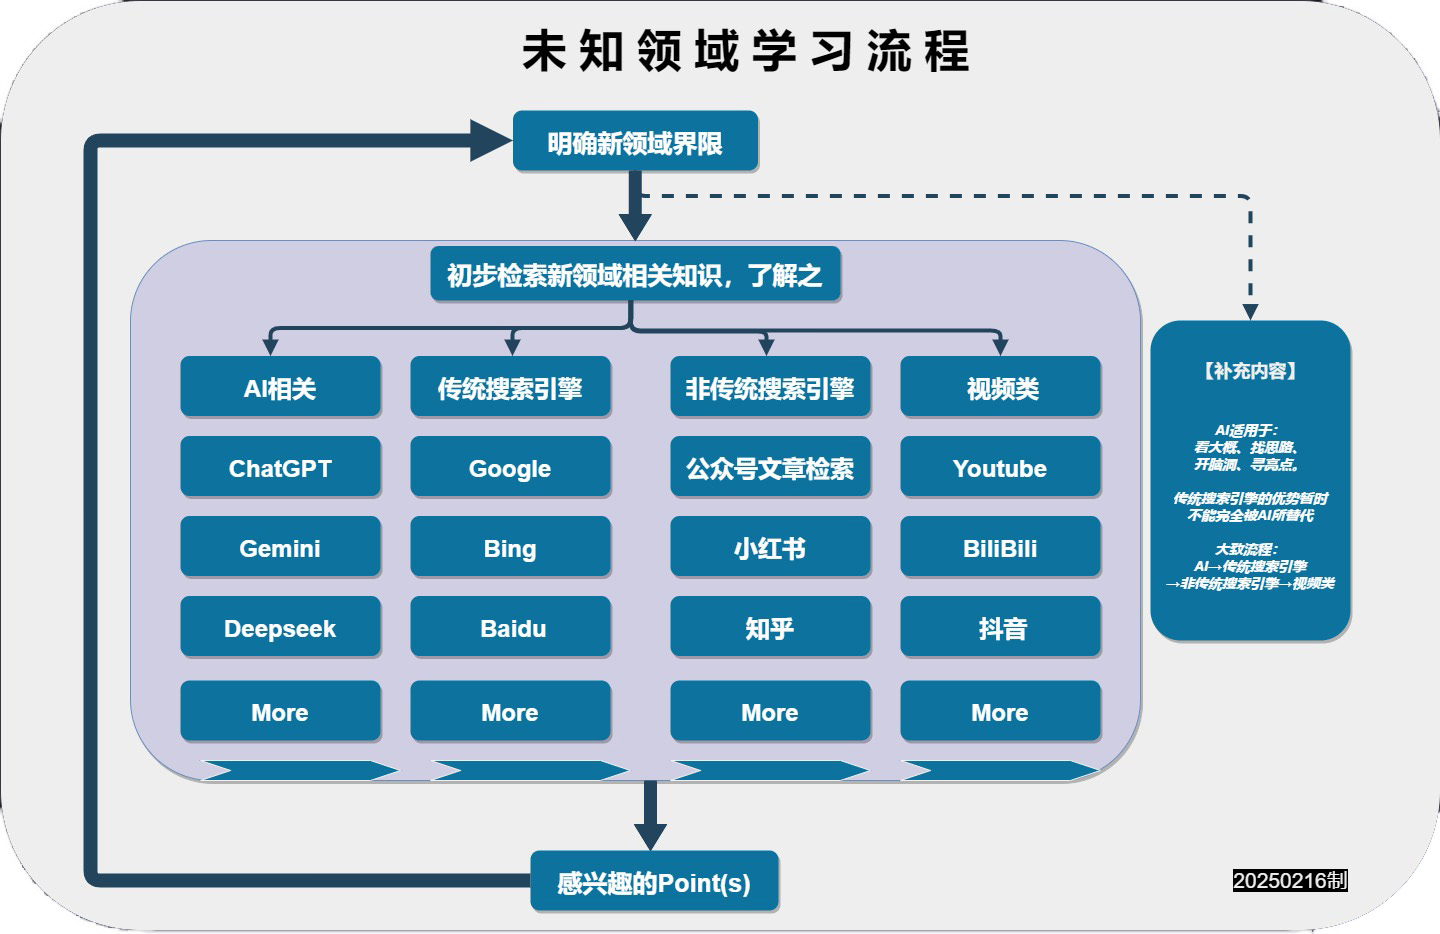 未知领域学习流程
明确新领域界限
初步检索新领域相关知识，了解之
AI相关
传统搜索引擎
非传统搜索引擎
视频类
ChatGPT
Google
公众号文章检索
Youtube
Gemini
Bing
小红书
BiliBili
Deepseek
Baidu
知乎
抖音
More
More
More
More
【补充内容】
AI适用于：
看大概、找思路、
开脑洞、寻亮点。
传统搜索引擎的优势暂时
不能完全被AI所替代
大致流程：
AI→传统搜索引擎
→非传统搜索引擎→视频类
感兴趣的Point(s)
20250216制